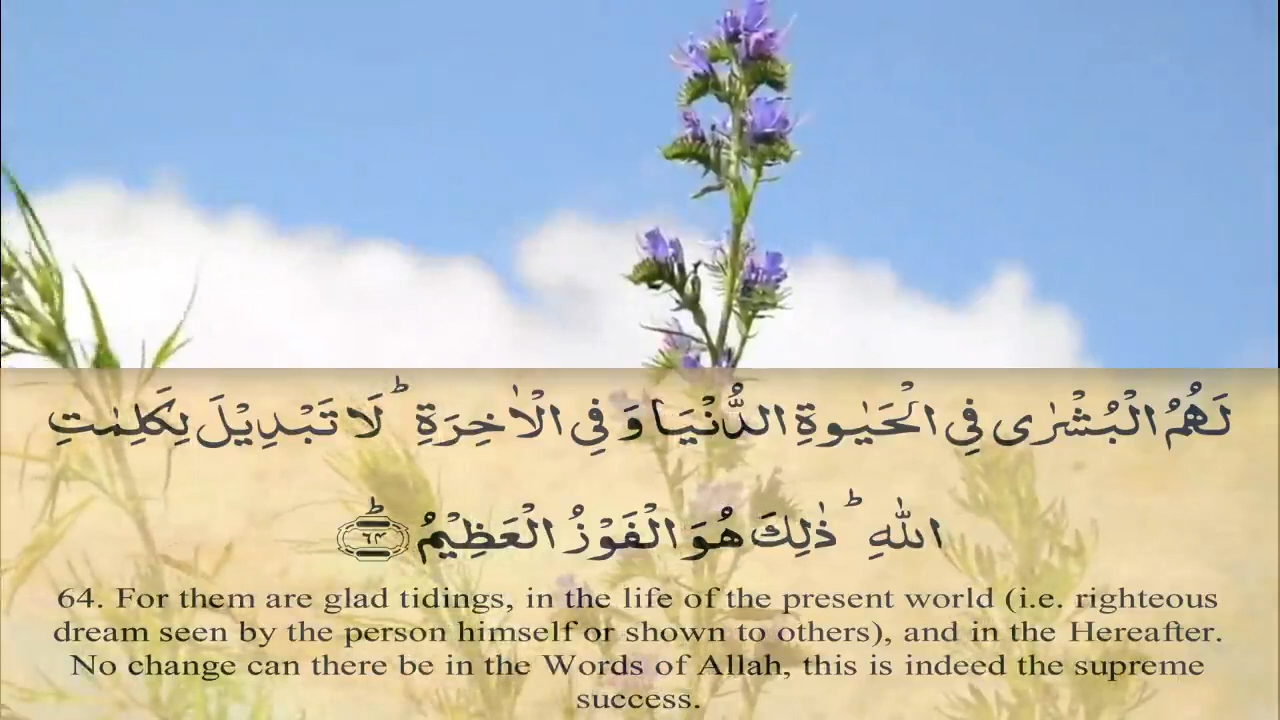 لَهُمُ الْبُشْرٰى فِي الْحَيٰوةِ الدُّنْيَا وَ فِي الْاٰخِرَةِ ؕ لَا تَبْدِيْلَ لِكَلِمٰتِ
اللّٰهِ ؕ ذٰلِكَ هُوَ الْفَوْزُ الْعَظِيْمُ ؕ ﴿۶۴﴾
64. For them are glad tidings, in the life of the present world (i.e. righteous
dream seen by the person himself or shown to others), and in the Hereafter.
No change can there be in the Words of Allah, this is indeed the supreme
success.